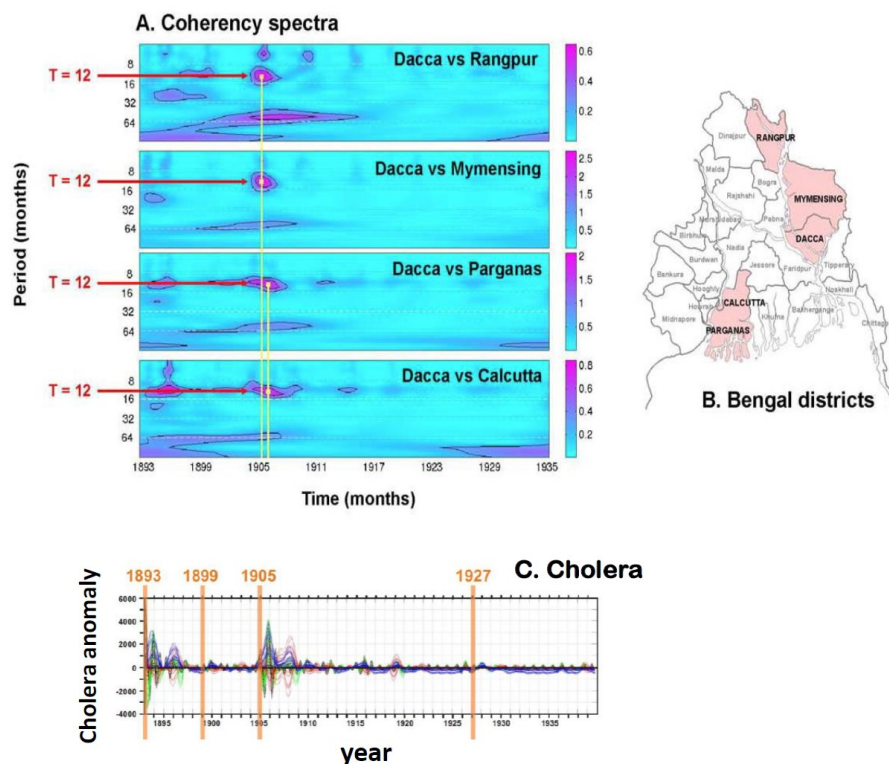 A. Coherency spectra
Period (months)
Dacca vs Rangpur
T = 12
8
16
32
64
0.6
0.4
0.2
Dacca vs Mymensing
T = 12
8
16
32
64
2.5
2
1.5
1
0.5
Dacca vs Parganas
T = 12
8
16
32
64
2
1.5
1
0.5
Dacca vs Calcutta
T = 12
8
16
32
64
0.8
0.6
0.4
0.2
1893 1899 1905 1911 1917 1923 1929 1935
Time (months)
Dinajpur
RANGPUR
Malda
Bogra
Rajshahi
MYMENSING
Murshidabad
Pabna
Birbhum
DACCA
Nadia
Burdwan
Jessore
Faridpur
Tipperary
Bankura
Hooghly
Noakhali
CALCUTTA
Howrah
Midnapore
Khulna
Bakherganga
PARGANAS
Chittagong
B. Bengal districts
C. Cholera
1893 1899 1905 1927
Cholera anomaly
6000
4000
2000
0
-2000
-4000
1895 1900 1905 1910 1915 1920 1925 1930 1935
year